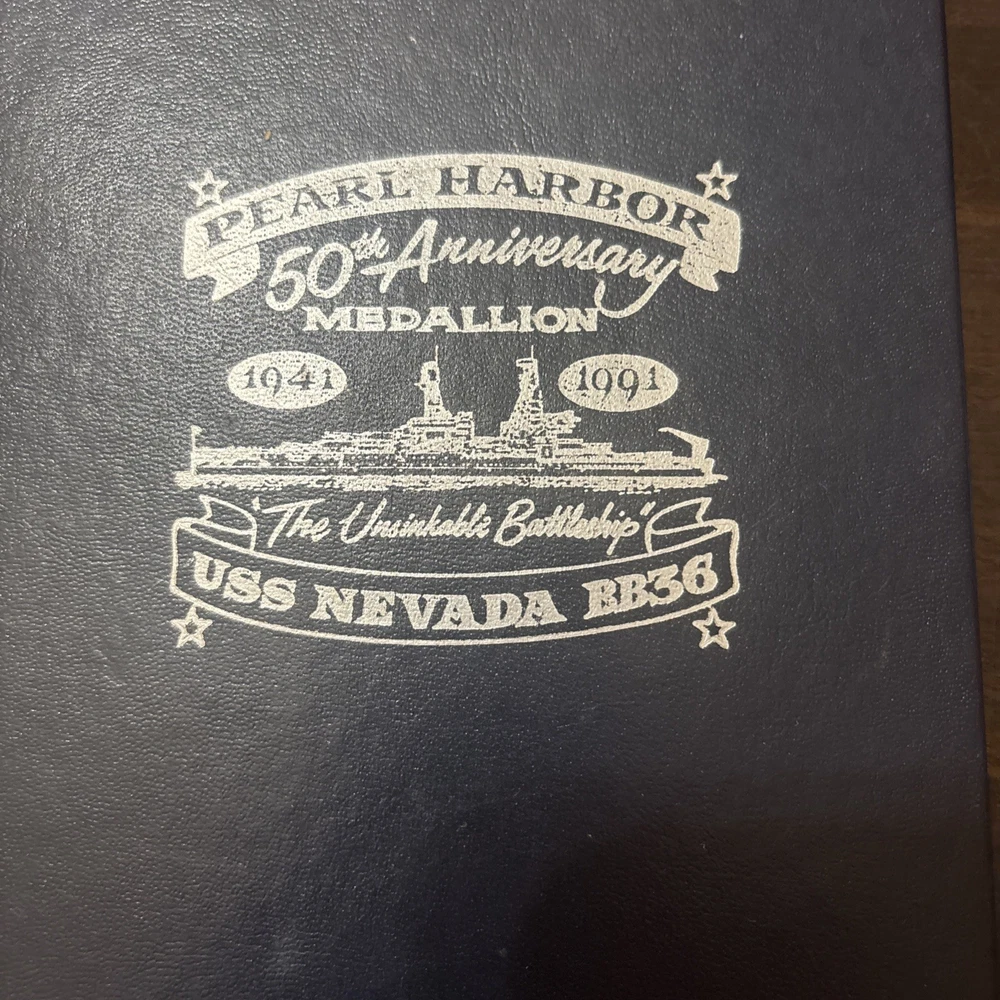 PEARL HARBOR
50th Anniversary
MEDALLION
1941 1991
"The Unsinkable Battleship"
USS NEVADA BB36